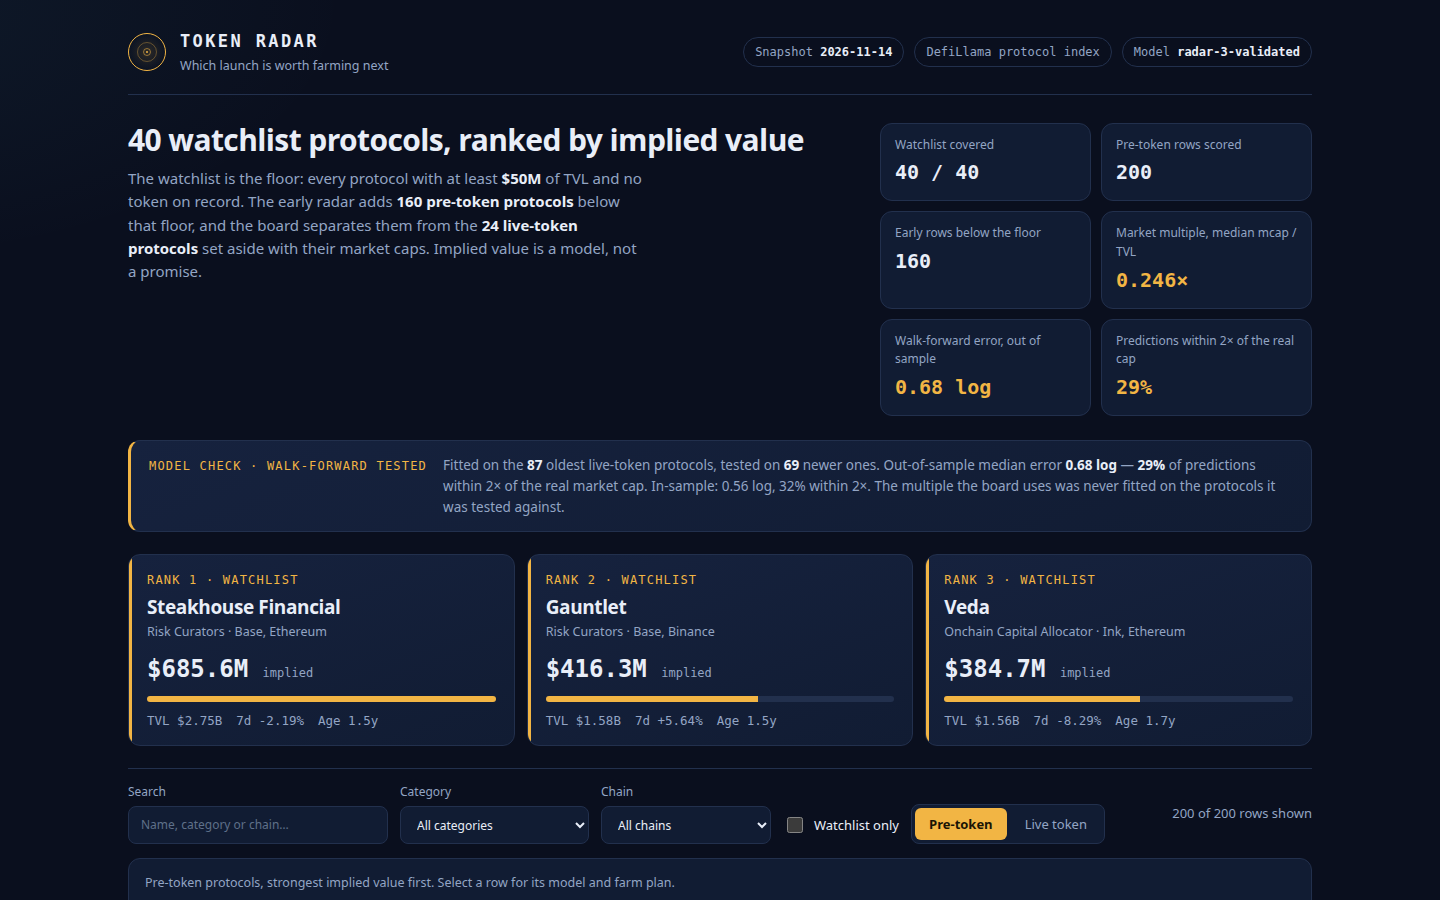 TOKEN RADAR
Which launch is worth farming next
Snapshot 2026-11-14
DefiLlama protocol index
Model radar-3-validated
40 watchlist protocols, ranked by implied value
The watchlist is the floor: every protocol with at least $50M of TVL and no
token on record. The early radar adds 160 pre-token protocols below
that floor, and the board separates them from the 24 live-token
protocols set aside with their market caps. Implied value is a model, not
a promise.
Watchlist covered
40 / 40
Pre-token rows scored
200
Early rows below the floor
160
Market multiple, median mcap /
TVL
0.246×
Walk-forward error, out of
sample
0.68 log
Predictions within 2× of the real
cap
29%
MODEL CHECK · WALK-FORWARD TESTED
Fitted on the 87 oldest live-token protocols, tested on 69 newer ones. Out-of-sample median error 0.68 log — 29% of predictions
within 2× of the real market cap. In-sample: 0.56 log, 32% within 2×. The multiple the board uses was never fitted on the protocols it
was tested against.
RANK 1 · WATCHLIST
Steakhouse Financial
Risk Curators · Base, Ethereum
$685.6M implied
TVL $2.75B 7d -2.19% Age 1.5y
RANK 2 · WATCHLIST
Gauntlet
Risk Curators · Base, Binance
$416.3M implied
TVL $1.58B 7d +5.64% Age 1.5y
RANK 3 · WATCHLIST
Veda
Onchain Capital Allocator · Ink, Ethereum
$384.7M implied
TVL $1.56B 7d -8.29% Age 1.7y
Search
Name, category or chain...
Category
All categories
Chain
All chains
Watchlist only
Pre-token
Live token
200 of 200 rows shown
Pre-token protocols, strongest implied value first. Select a row for its model and farm plan.